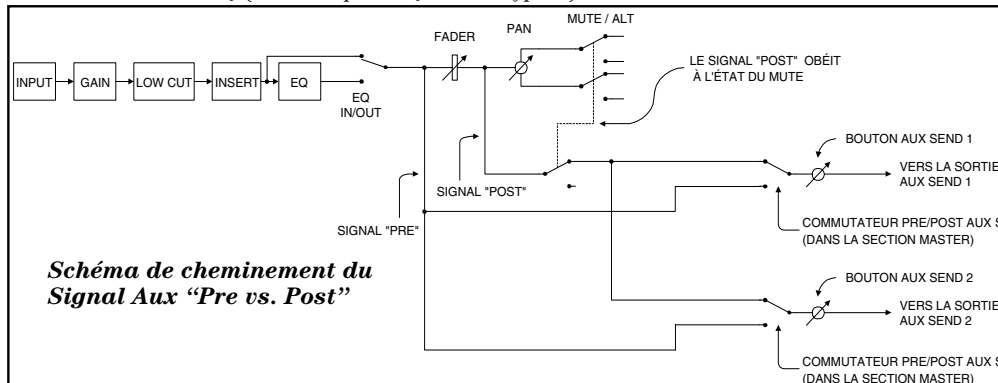 MUTE / ALT
PAN
FADER
LE SIGNAL "POST" OBÉIT
À L'ÉTAT DU MUTE
INPUT
GAIN
LOW CUT
INSERT
EQ
EQ
IN/OUT
BOUTON AUX SEND 1
VERS LA SORTIE
AUX SEND 1
SIGNAL "POST"
SIGNAL "PRE"
COMMUTATEUR PRE/POST AUX S
(DANS LA SECTION MASTER)
Schéma de cheminement du
Signal Aux “Pre vs. Post”
BOUTON AUX SEND 2
VERS LA SORTIE
AUX SEND 2
COMMUTATEUR PRE/POST AUX S
(DANS LA SECTION MASTER)